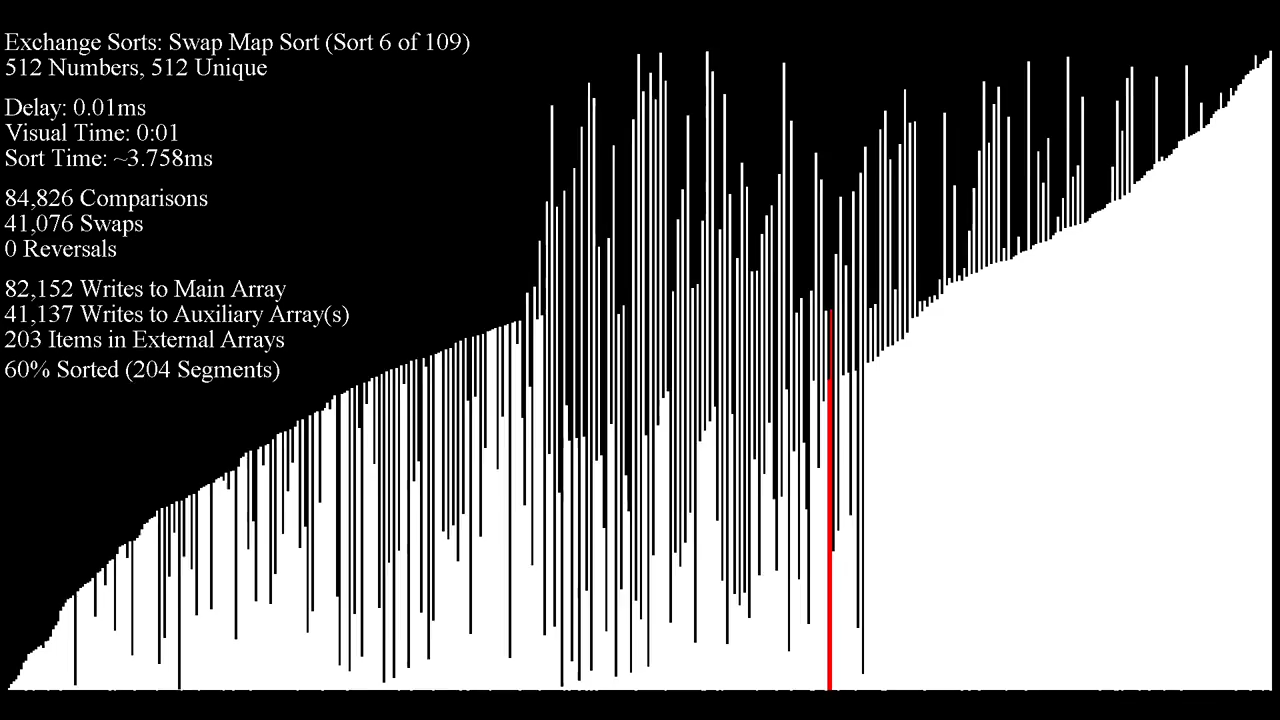 Exchange Sorts: Swap Map Sort (Sort 6 of 109)
512 Numbers, 512 Unique
Delay: 0.01ms
Visual Time: 0:01
Sort Time: ~3.758ms
84,826 Comparisons
41,076 Swaps
0 Reversals
82,152 Writes to Main Array
41,137 Writes to Auxiliary Array(s)
203 Items in External Arrays
60% Sorted (204 Segments)